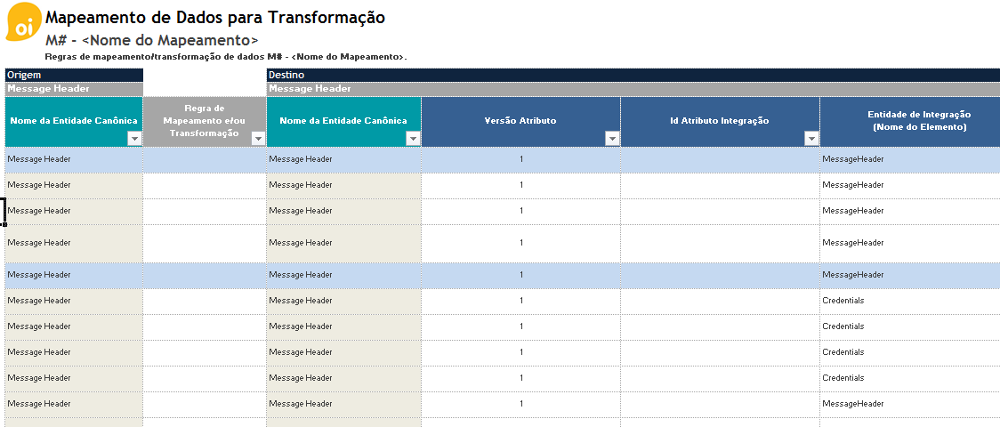 oi
Mapeamento de Dados para Transformação
M# - <Nome do Mapeamento>
Regras de mapeamento/transformação de dados M# - <Nome do Mapeamento>.
Origem Destino
Message Header Message Header
Nome da Entidade Canônica Regra de Mapeamento e/ou Transformação Nome da Entidade Canônica Versão Atributo Id Atributo Integração Entidade de Integração (Nome do Elemento)
Message Header Message Header 1 MessageHeader
Message Header Message Header 1 MessageHeader
Message Header Message Header 1 MessageHeader
Message Header Message Header 1 MessageHeader
Message Header Message Header 1 MessageHeader
Message Header Message Header 1 Credentials
Message Header Message Header 1 Credentials
Message Header Message Header 1 Credentials
Message Header Message Header 1 Credentials
Message Header Message Header 1 MessageHeader